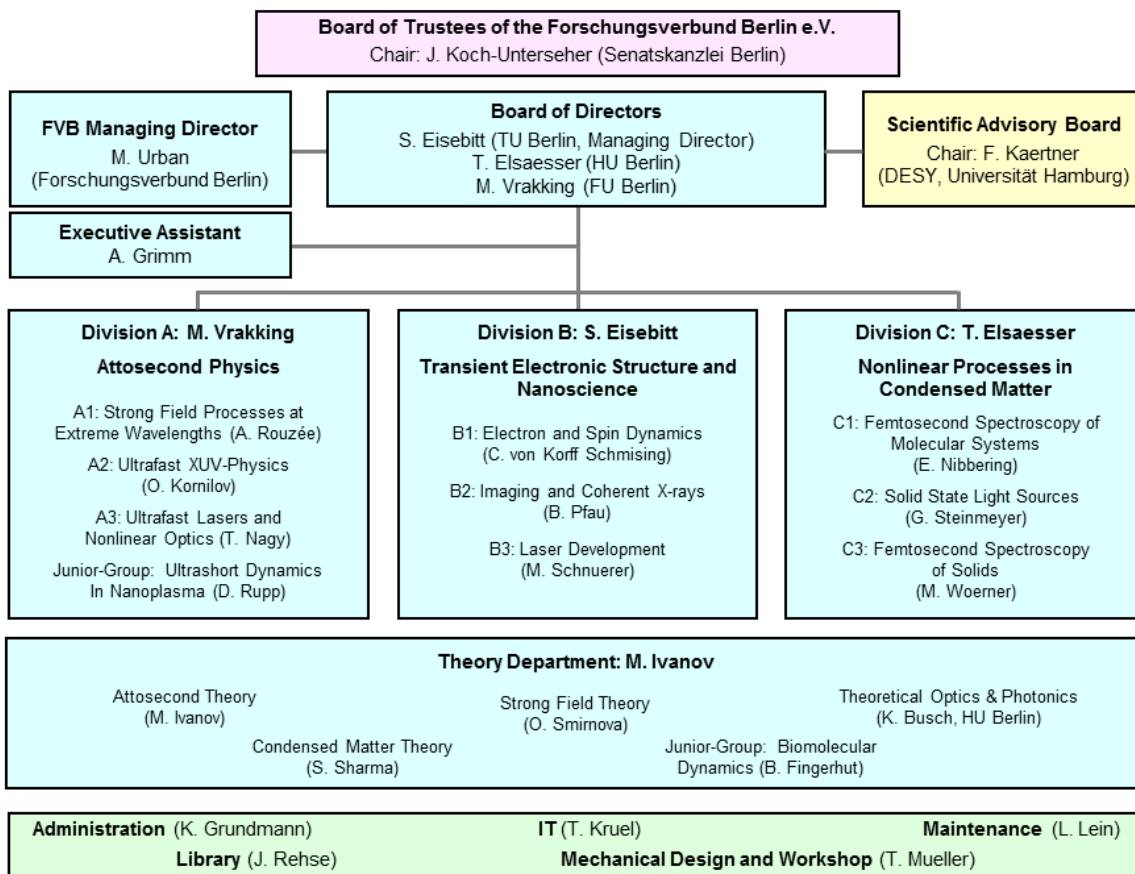 Board of Trustees of the Forschungsverbund Berlin e.V.
Chair: J. Koch-Unterseher (Senatskanzlei Berlin)
FVB Managing Director
M. Urban
(Forschungsverbund Berlin)
Board of Directors
S. Eisebitt (TU Berlin, Managing Director)
T. Elsaesser (HU Berlin)
M. Vrakking (FU Berlin)
Scientific Advisory Board
Chair: F. Kaertner
(DESY, Universität Hamburg)
Executive Assistant
A. Grimm
Division A: M. Vrakking
Attosecond Physics
A1: Strong Field Processes at
Extreme Wavelengths (A. Rouzée)
A2: Ultrafast XUV-Physics
(O. Kornilov)
A3: Ultrafast Lasers and
Nonlinear Optics (T. Nagy)
Junior-Group: Ultrashort Dynamics
In Nanoplasma (D. Rupp)
Division B: S. Eisebitt
Transient Electronic Structure and
Nanoscience
B1: Electron and Spin Dynamics
(C. von Korff Schmising)
B2: Imaging and Coherent X-rays
(B. Pfau)
B3: Laser Development
(M. Schnuerer)
Division C: T. Elsaesser
Nonlinear Processes in
Condensed Matter
C1: Femtosecond Spectroscopy of
Molecular Systems
(E. Nibbering)
C2: Solid State Light Sources
(G. Steinmeyer)
C3: Femtosecond Spectroscopy
of Solids
(M. Woerner)
Theory Department: M. Ivanov
Attosecond Theory
(M. Ivanov)
Strong Field Theory
(O. Smirnova)
Theoretical Optics & Photonics
(K. Busch, HU Berlin)
Condensed Matter Theory
(S. Sharma)
Junior-Group: Biomolecular
Dynamics (B. Fingerhut)
Administration (K. Grundmann)
IT (T. Kruel)
Maintenance (L. Lein)
Library (J. Rehse)
Mechanical Design and Workshop (T. Mueller)